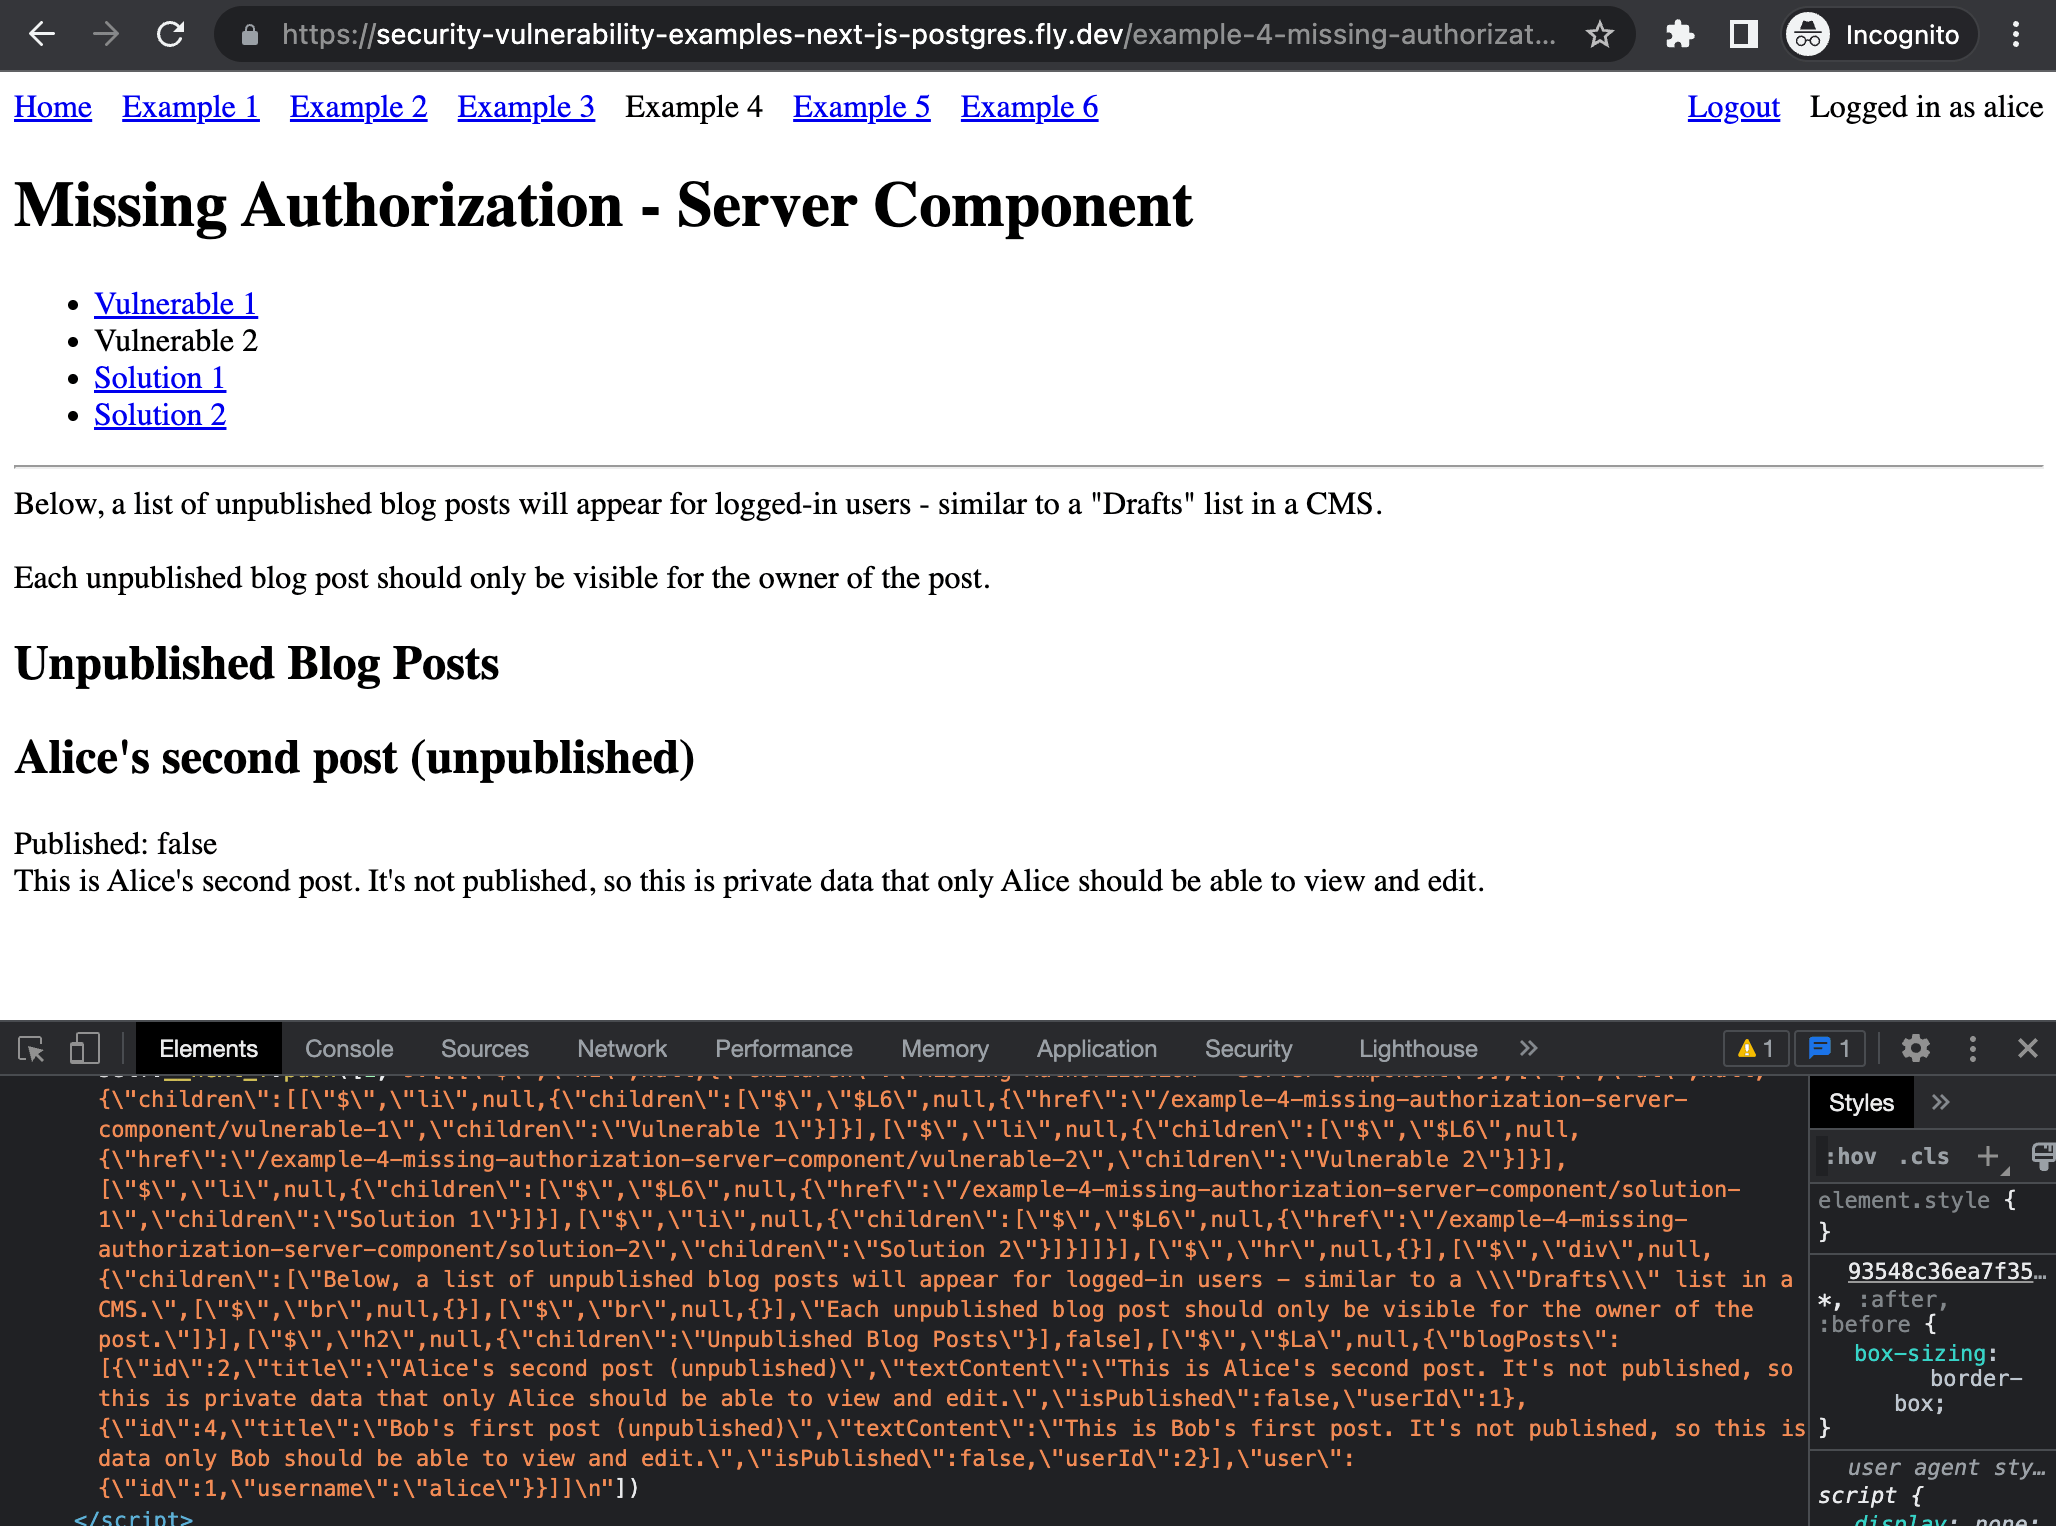 https://security-vulnerability-examples-next-js-postgres.fly.dev/example-4-missing-authorizat... Incognito
Home Example 1 Example 2 Example 3 Example 4 Example 5 Example 6 Logout Logged in as alice
Missing Authorization - Server Component
• Vulnerable 1
• Vulnerable 2
• Solution 1
• Solution 2
Below, a list of unpublished blog posts will appear for logged-in users - similar to a "Drafts" list in a CMS.
Each unpublished blog post should only be visible for the owner of the post.
Unpublished Blog Posts
Alice's second post (unpublished)
Published: false
This is Alice's second post. It's not published, so this is private data that only Alice should be able to view and edit.
Elements Console Sources Network Performance Memory Application Security Lighthouse » 1 1
{\"children\":[[\"$\",\"li\",null,{\"children\":[\"$\",\"$L6\",null,{\"href\":\"/example-4-missing-authorization-server-
component/vulnerable-1\",\"children\":\"Vulnerable 1\"}]}],[\"$\",\"li\",null,{\"children\":[\"$\",\"$L6\",null,
{\"href\":\"/example-4-missing-authorization-server-component/vulnerable-2\",\"children\":\"Vulnerable 2\"}]}],
[\"$\",\"li\",null,{\"children\":[\"$\",\"$L6\",null,{\"href\":\"/example-4-missing-authorization-server-component/solution-
1\",\"children\":\"Solution 1\"}]}],[\"$\",\"li\",null,{\"children\":[\"$\",\"$L6\",null,{\"href\":\"/example-4-missing-
authorization-server-component/solution-2\",\"children\":\"Solution 2\"}]}]]}],[\"$\",\"hr\",null,{}],[\"$\",\"div\",null,
{\"children\":[\"Below, a list of unpublished blog posts will appear for logged-in users - similar to a \\\"Drafts\\\" list in a
CMS.\",[\"$\",\"br\",null,{}],[\"$\",\"br\",null,{}],\"Each unpublished blog post should only be visible for the owner of the
post.\"]}],[\"$\",\"h2\",null,{\"children\":\"Unpublished Blog Posts\"}],false],[\"$\",\"$La\",null,{\"blogPosts\":
[{\"id\":2,\"title\":\"Alice's second post (unpublished)\",\"textContent\":\"This is Alice's second post. It's not published, so
this is private data that only Alice should be able to view and edit.\",\"isPublished\":false,\"userId\":1},
{\"id\":4,\"title\":\"Bob's first post (unpublished)\",\"textContent\":\"This is Bob's first post. It's not published, so this is
data only Bob should be able to view and edit.\",\"isPublished\":false,\"userId\":2}],\"user\":
{\"id\":1,\"username\":\"alice\"}}]]\n"])
</script>
Styles »
:hov .cls +
element.style {
}
93548c36ea7f35…
*, :after,
:before {
box-sizing:
border-
box;
}
user agent sty…
script {
display: none;